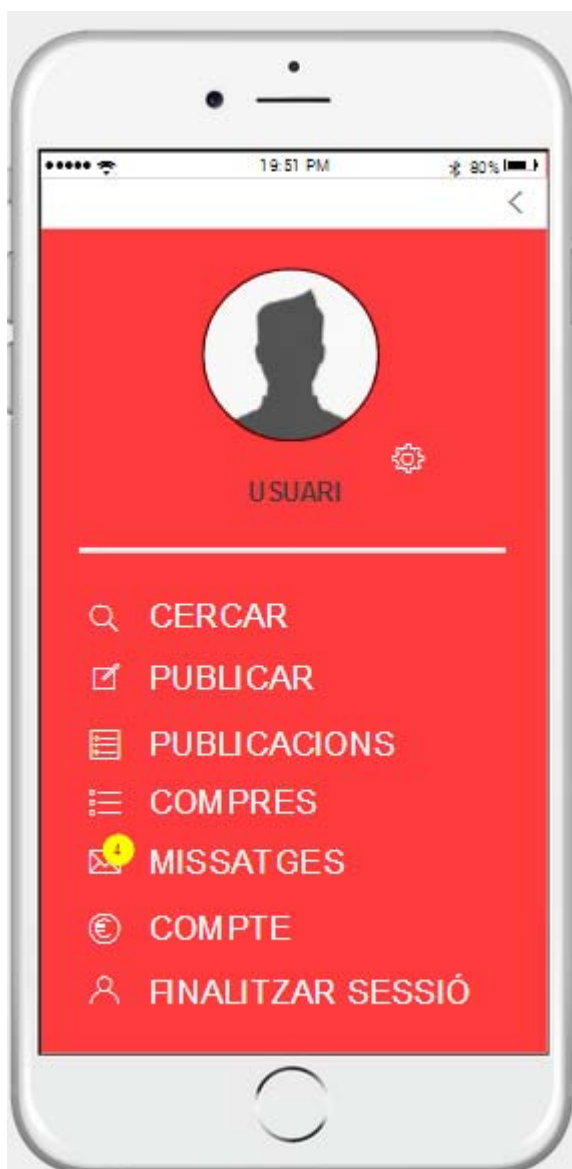 19:51 PM
80%
USUARI
CERCAR
PUBLICAR
PUBLICACIONS
COMPRES
4
MISSATGES
COMPTE
FINALITZAR SESSIÓ